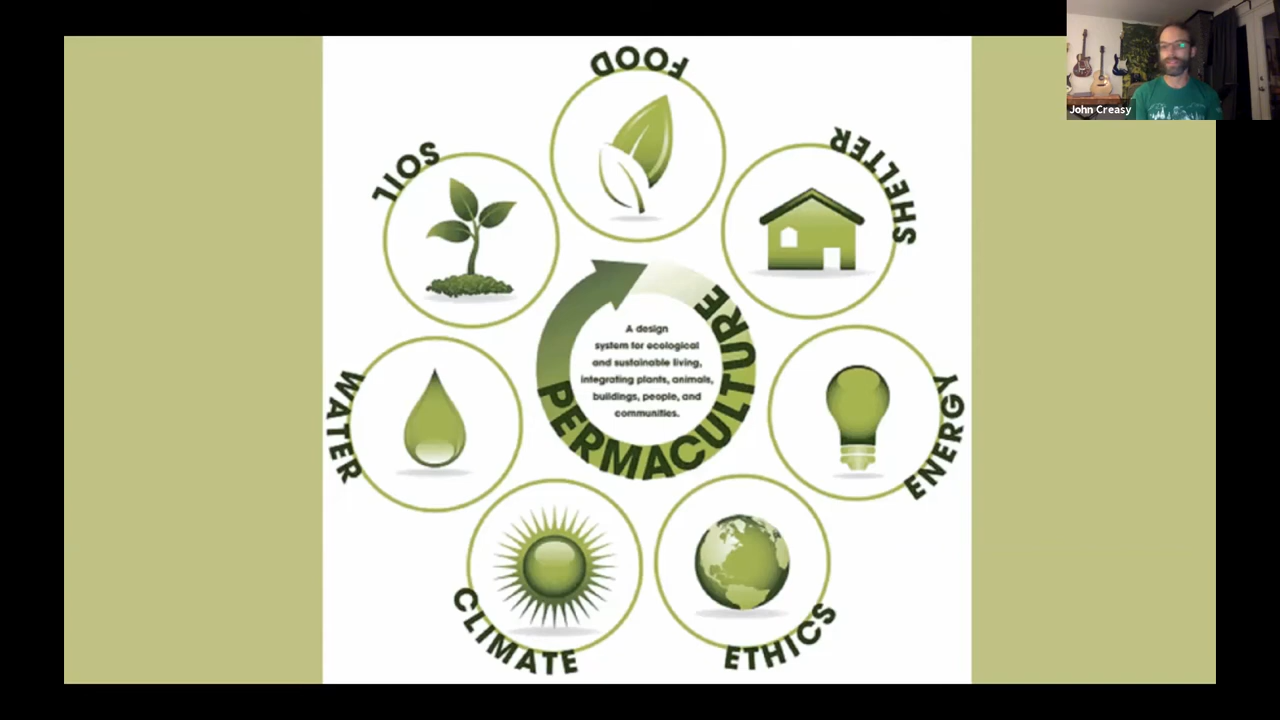 FOOD
SHELTER
SOIL
PERMACULTURE
A design
system for ecological
and sustainable living,
integrating plants, animals,
buildings, people, and
communities.
WATER
ENERGY
CLIMATE
ETHICS
John Creasy